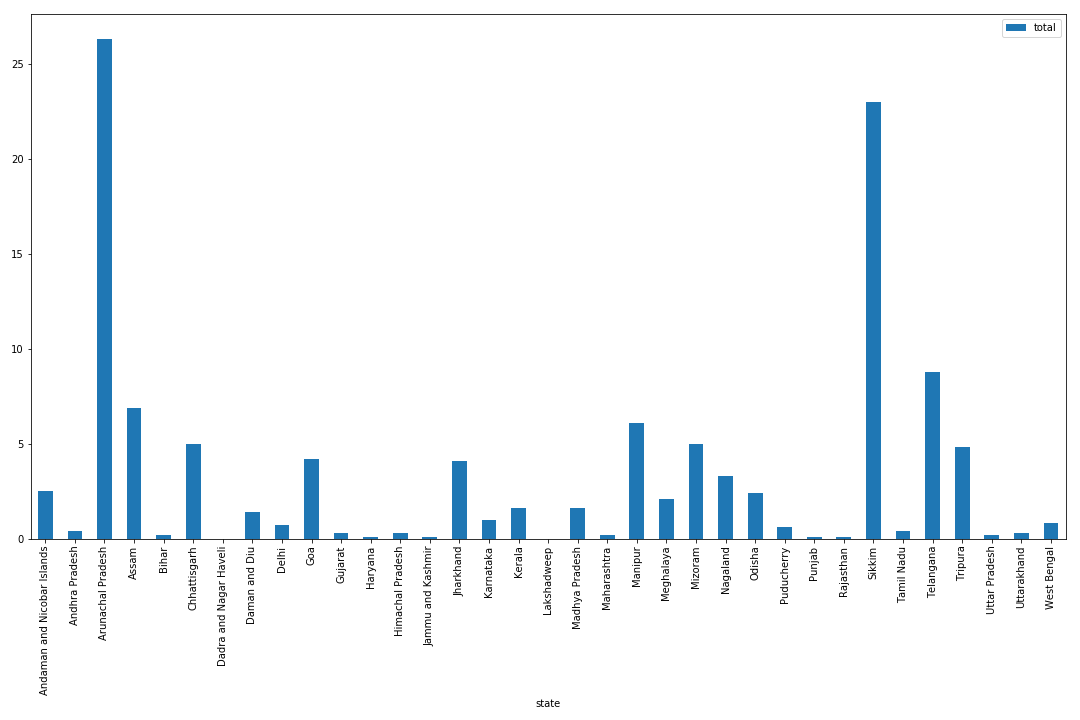 total
25
20
15
10
5
0
Andaman and Nicobar Islands
Andhra Pradesh
Arunachal Pradesh
Assam
Bihar
Chhattisgarh
Dadra and Nagar Haveli
Daman and Diu
Delhi
Goa
Gujarat
Haryana
Himachal Pradesh
Jammu and Kashmir
Jharkhand
Karnataka
Kerala
Lakshadweep
Madhya Pradesh
Maharashtra
Manipur
Meghalaya
Mizoram
Nagaland
Odisha
Puducherry
Punjab
Rajasthan
Sikkim
Tamil Nadu
Telangana
Tripura
Uttar Pradesh
Uttarakhand
West Bengal
state